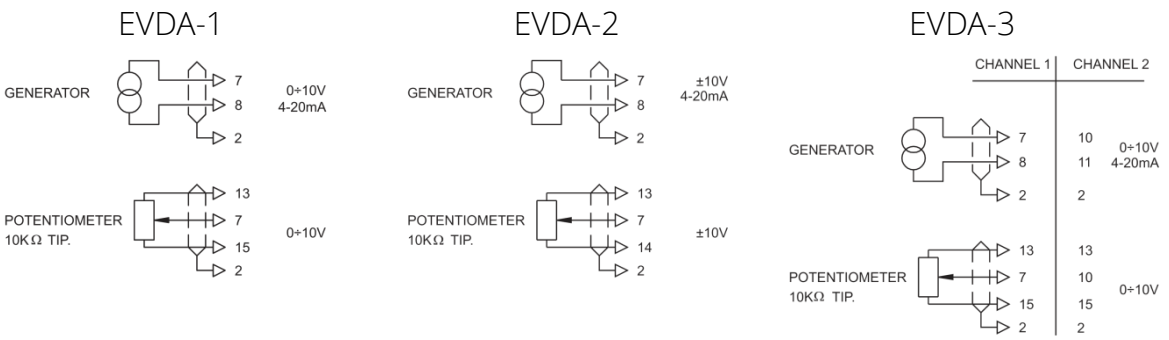 EVDA-1
GENERATOR
7
8
2
0÷10V
4-20mA
POTENTIOMETER
10KΩ TIP.
13
7
15
2
0÷10V
EVDA-2
GENERATOR
7
8
2
±10V
4-20mA
POTENTIOMETER
10KΩ TIP.
13
7
14
2
±10V
EVDA-3
CHANNEL 1 CHANNEL 2
GENERATOR
7 10
8 11
2 2
0÷10V
4-20mA
POTENTIOMETER
10KΩ TIP.
13 13
7 10
15 15
2 2
0÷10V